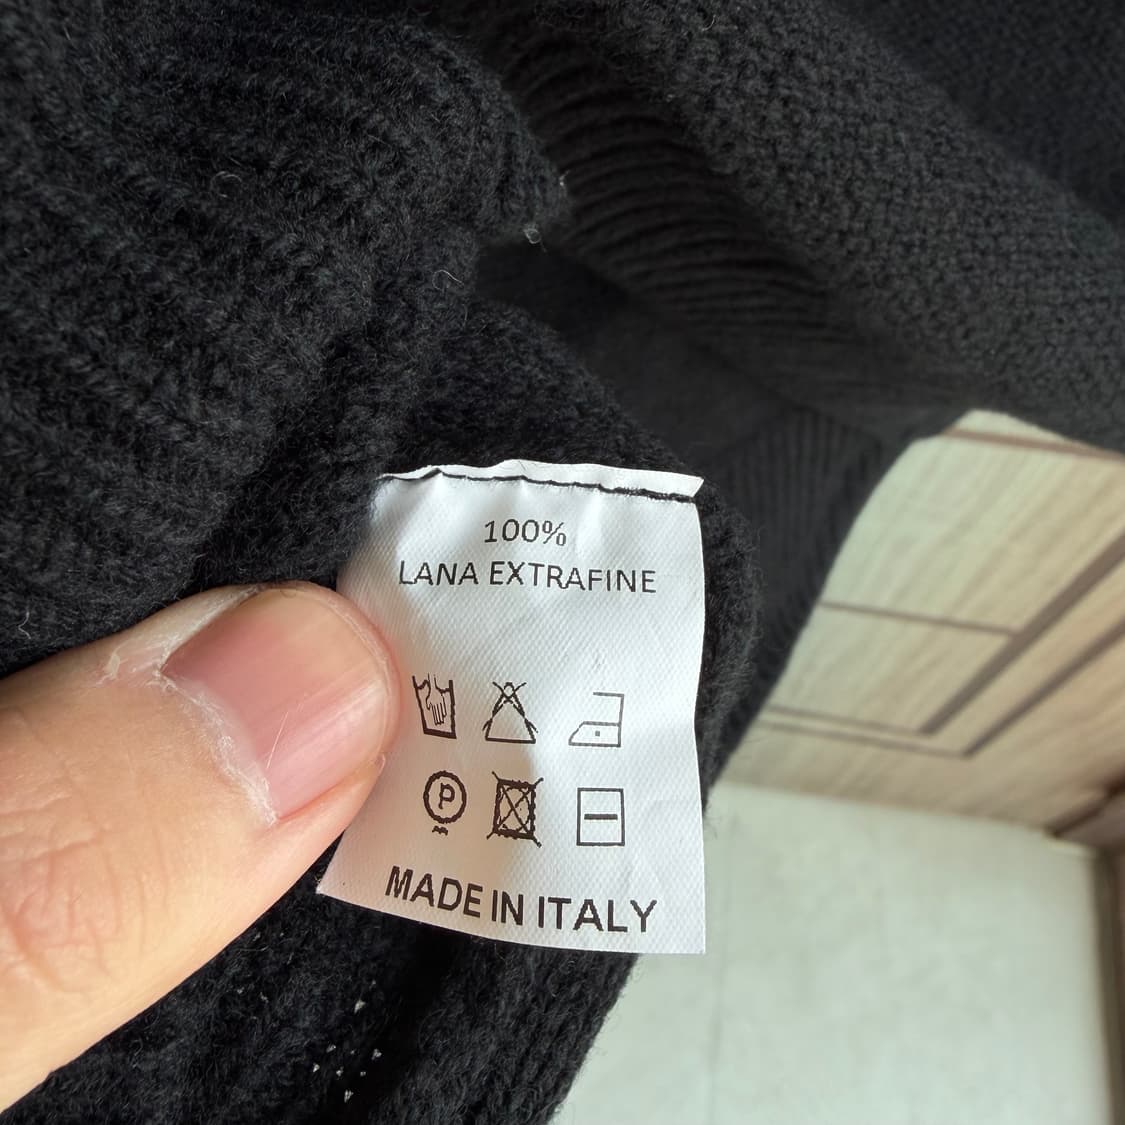 100%
LANA EXTRAFINE
P
MADE IN ITALY